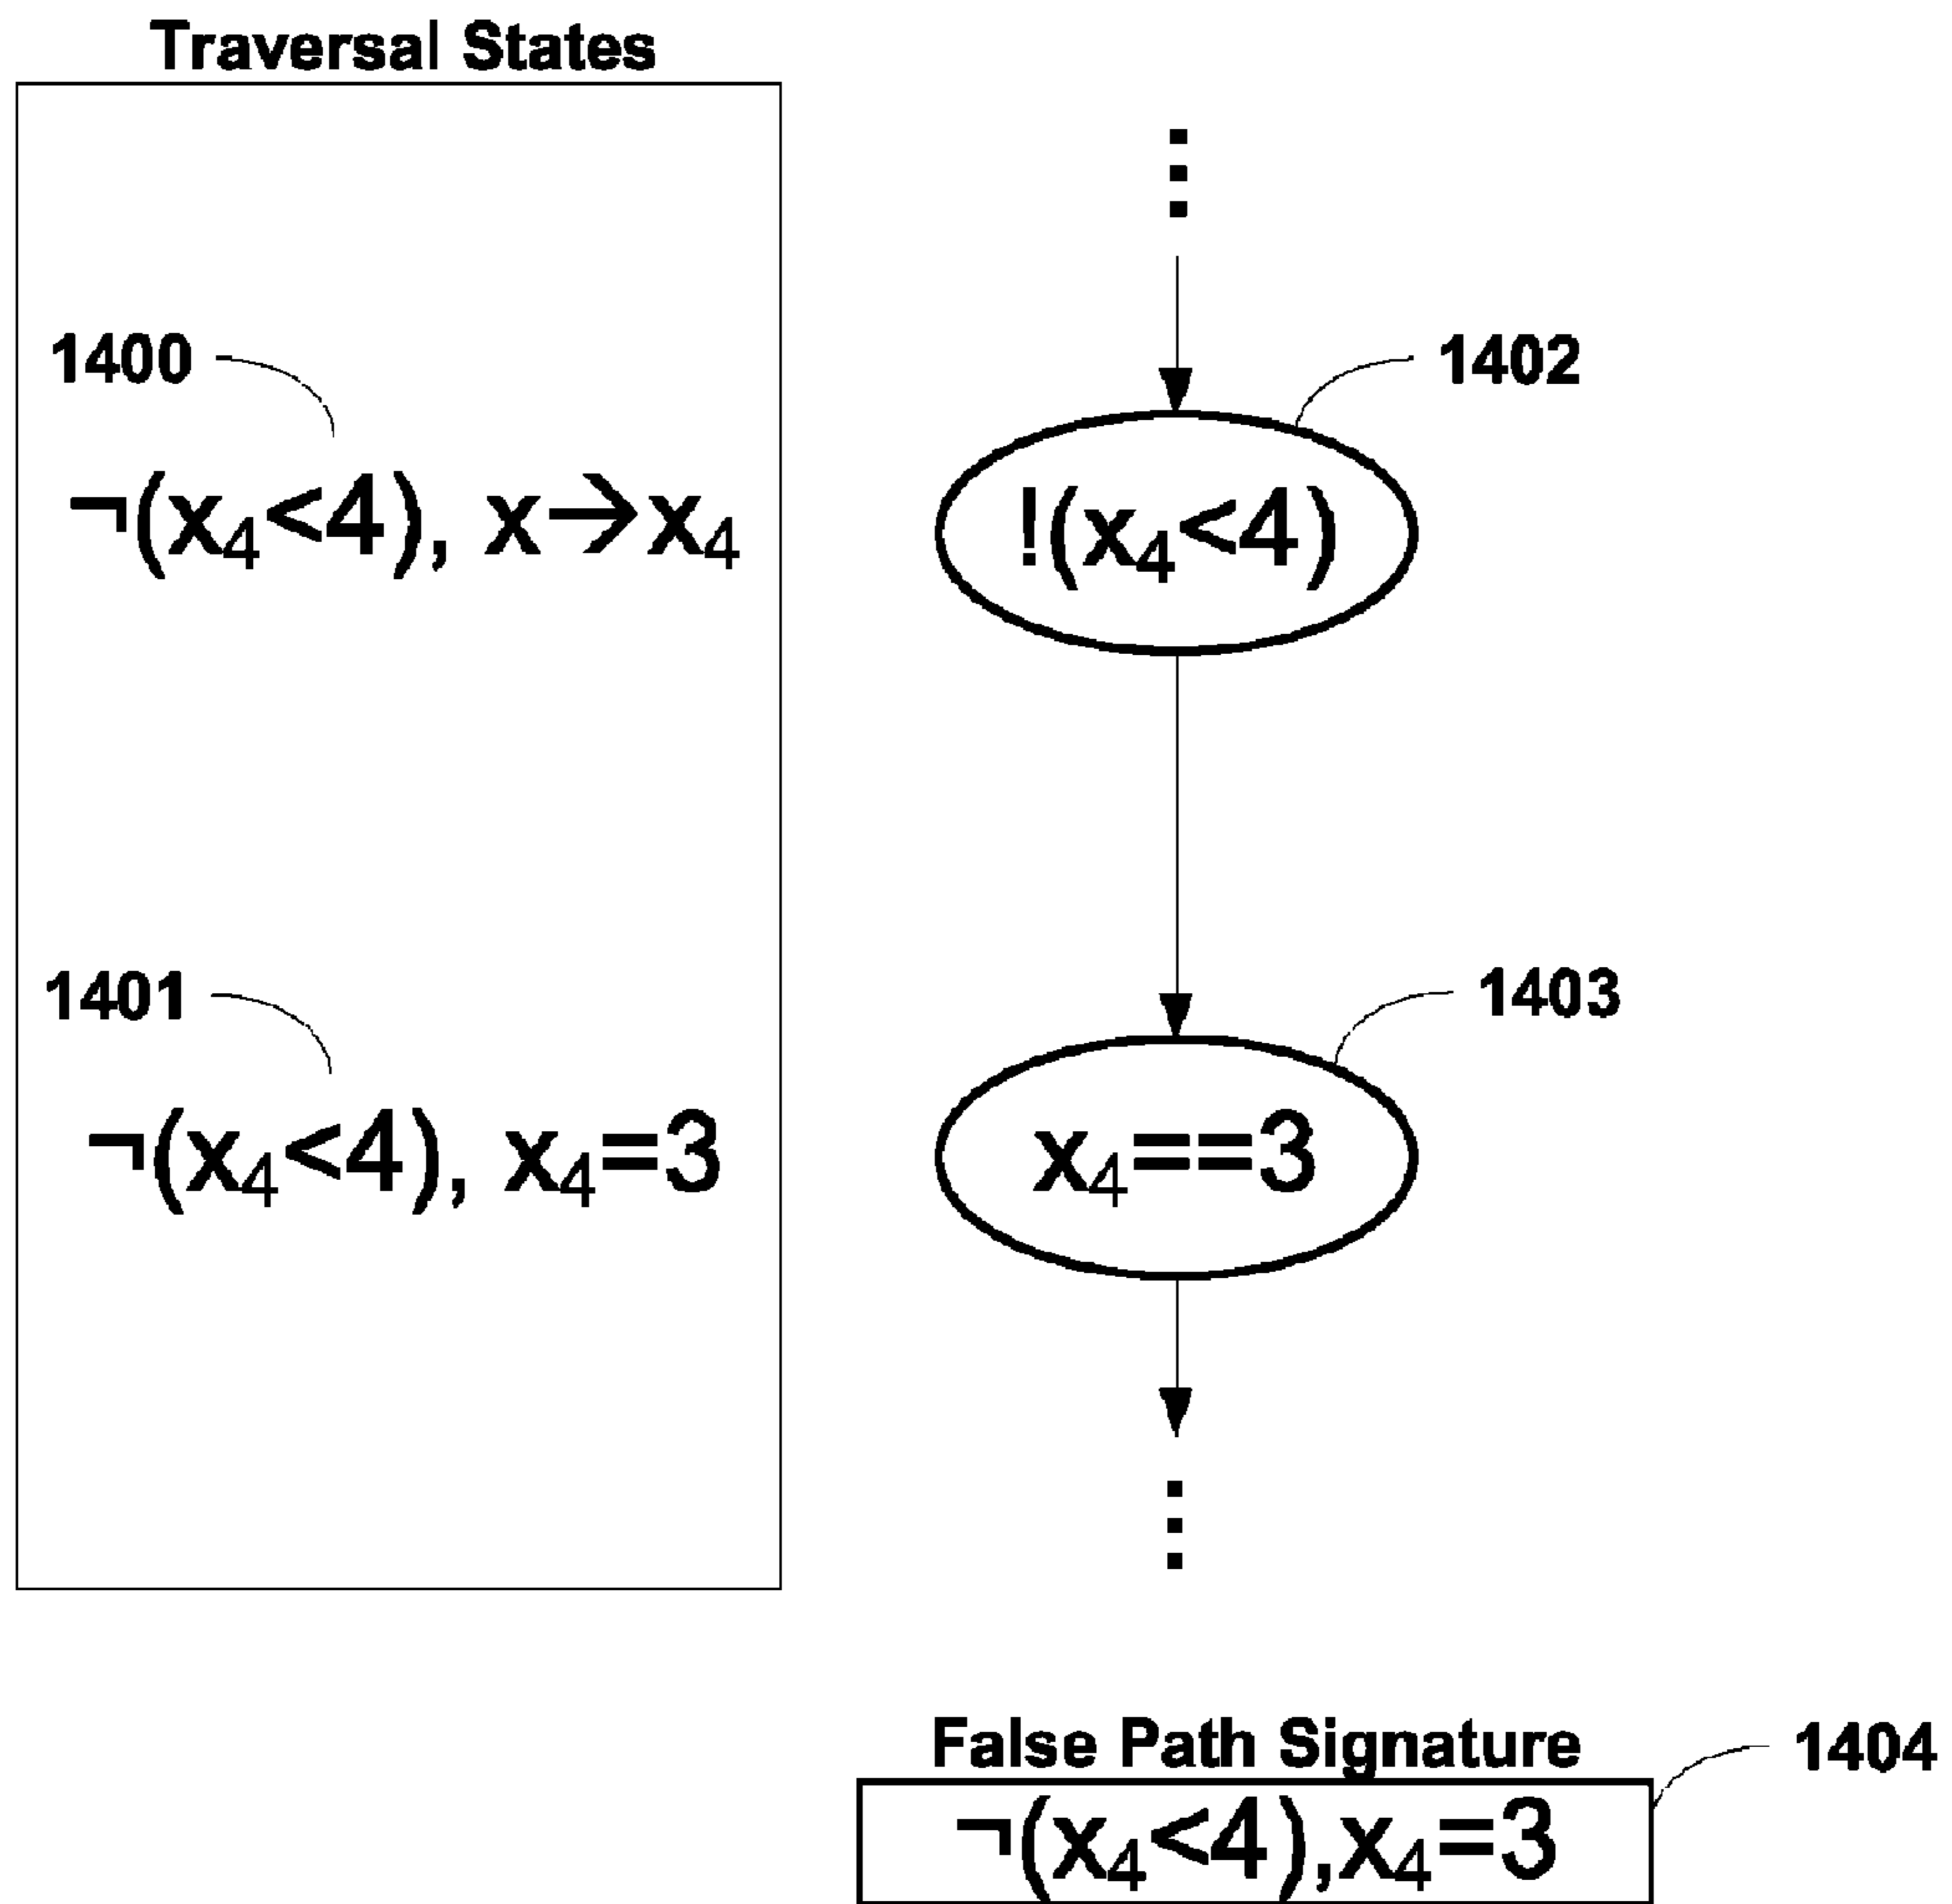 Traversal States
1400
¬(x₄<4), x→x₄
1402
!(x₄<4)
1401
¬(x₄<4), x₄=3
1403
x₄==3
False Path Signature
1404
¬(x₄<4),x₄=3